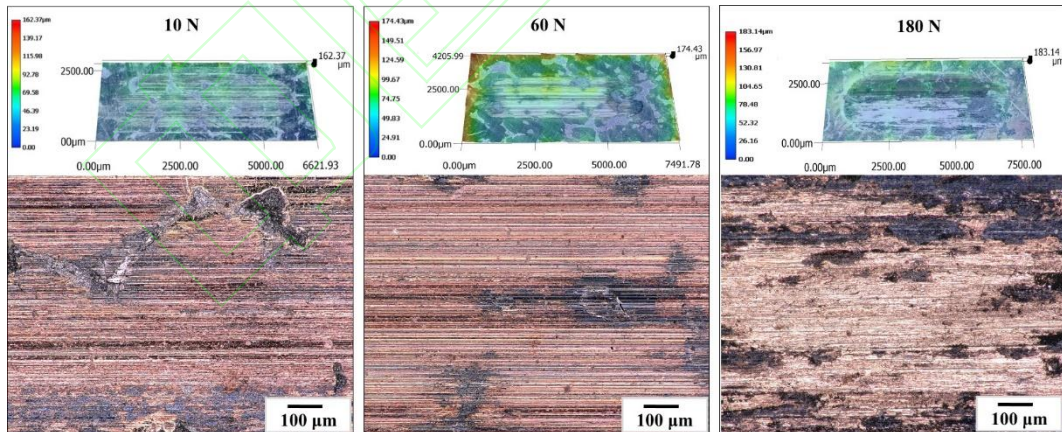 10 N
162.37µm
139.17
115.98
92.78
69.58
46.39
23.19
0.00
162.37
µm
2500.00
00µm
0.00µm
2500.00
5000.00
6621.93
100 µm
60 N
174.43µm
149.51
124.59
99.67
74.75
49.83
24.91
0.00
4205.99
174.43
µm
2500.00
0.00µm
0.00µm
2500.00
5000.00
7491.78
100 µm
180 N
183.14µm
156.97
130.81
104.65
78.48
52.32
26.16
0.00
183.14
µm
2500.00
0.00µm
0.00µm
2500.00
5000.00
7500.00
100 µm